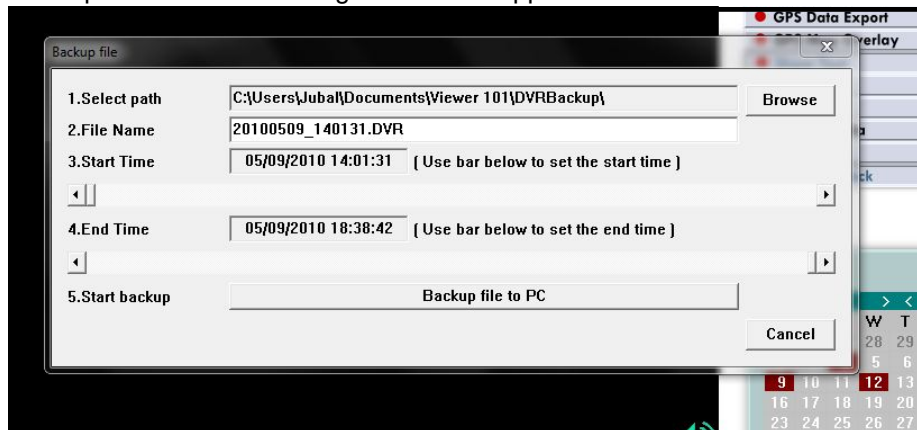 GPS Data Export
Backup file
1.Select path
C:\Users\Jubal\Documents\Viewer 101\DVRBackup\
Browse
2.File Name
20100509_140131.DVR
3.Start Time
05/09/2010 14:01:31
( Use bar below to set the start time )
4.End Time
05/09/2010 18:38:42
( Use bar below to set the end time )
5.Start backup
Backup file to PC
Cancel
W T
28 29
5 6
9 10 11 12 13
16 17 18 19 20
23 24 25 26 27